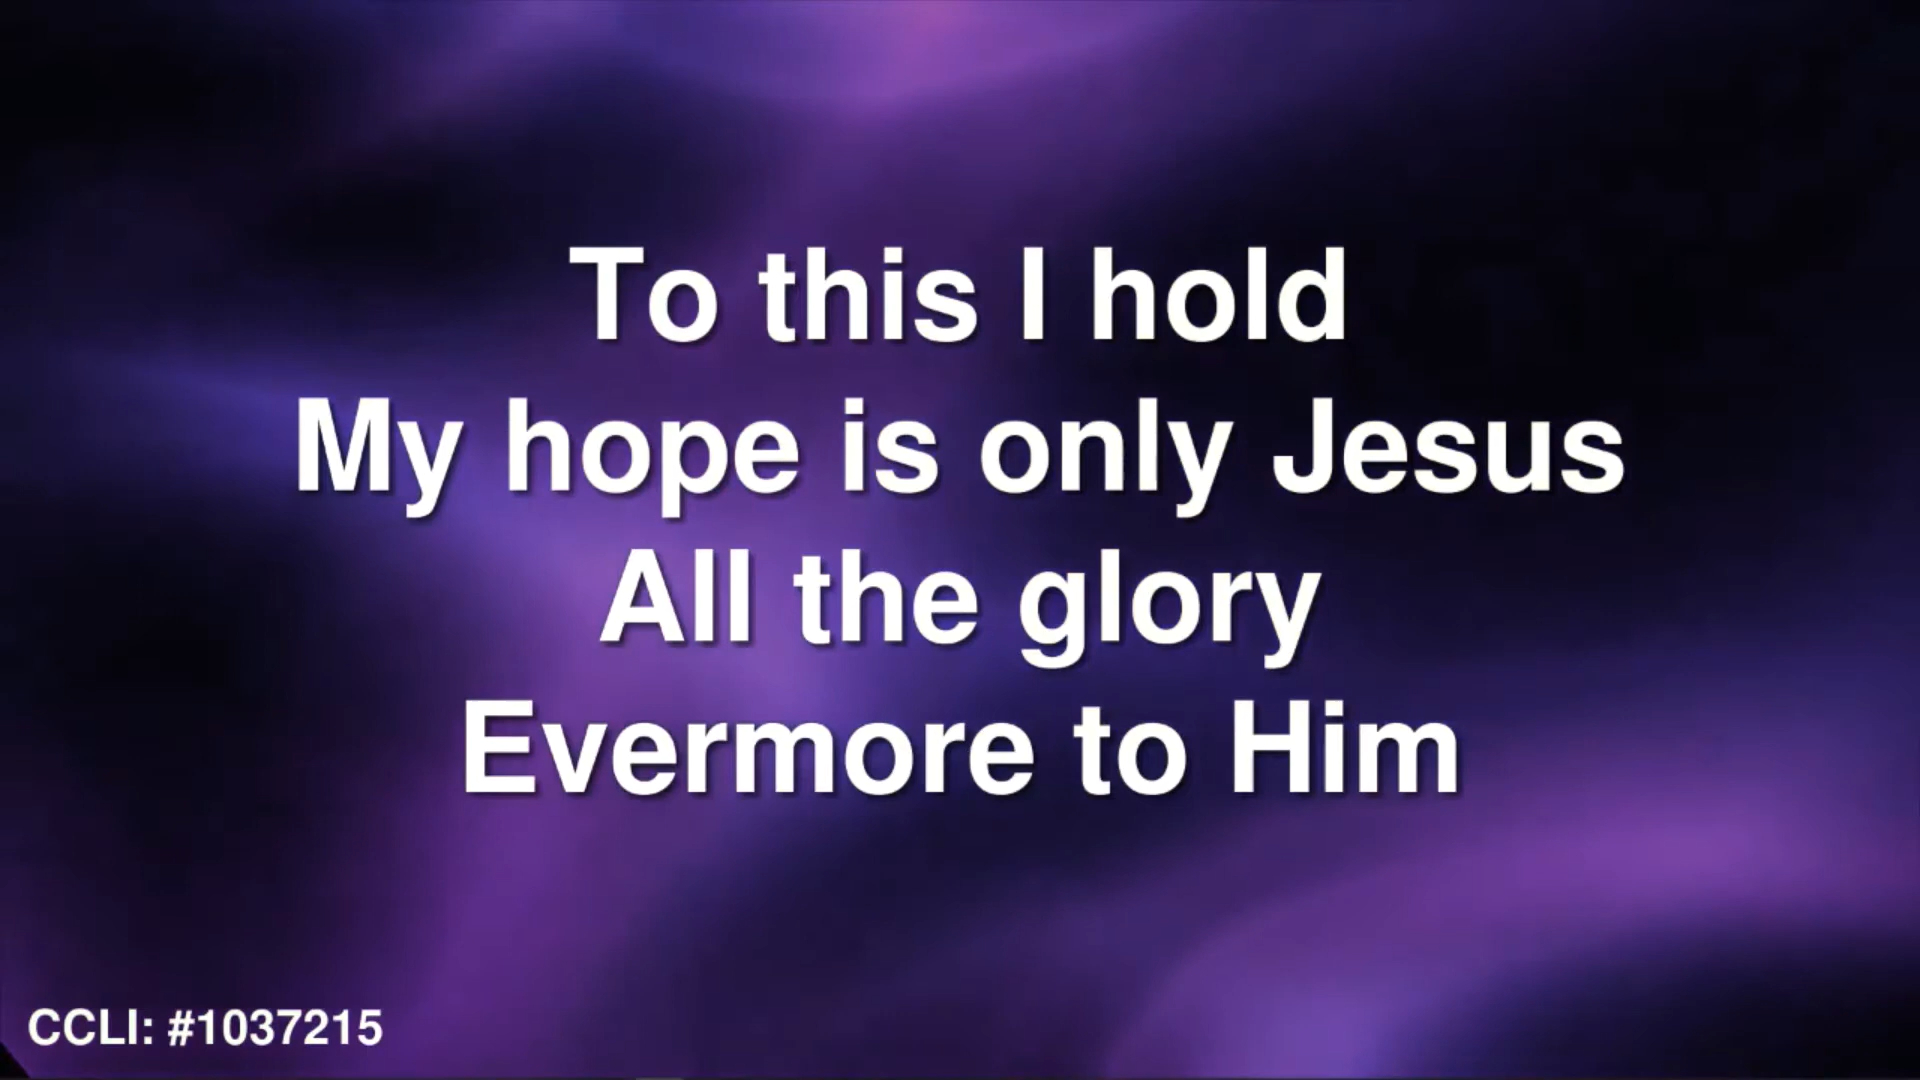 To this I hold
My hope is only Jesus
All the glory
Evermore to Him
CCLI: #1037215